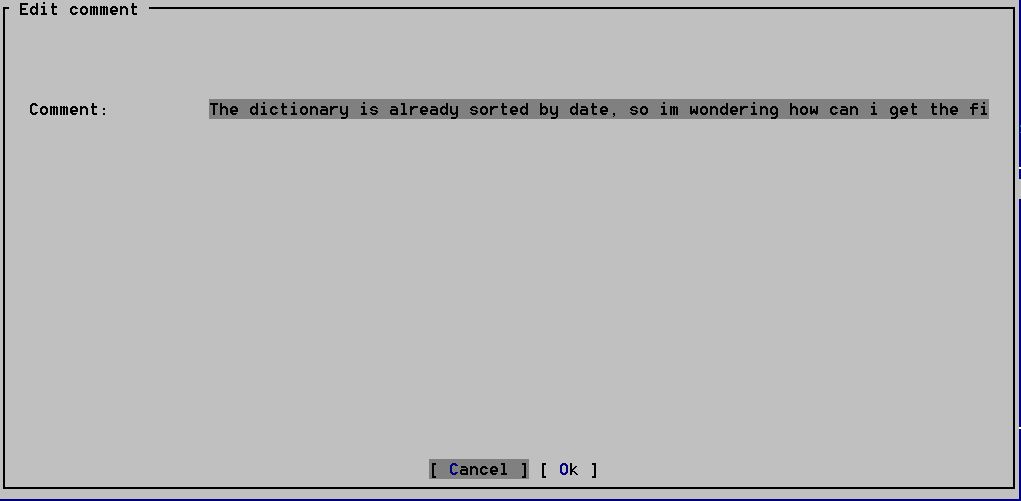 Edit comment
Comment: The dictionary is already sorted by date, so im wondering how can i get the fi
[ Cancel ] [ Ok ]